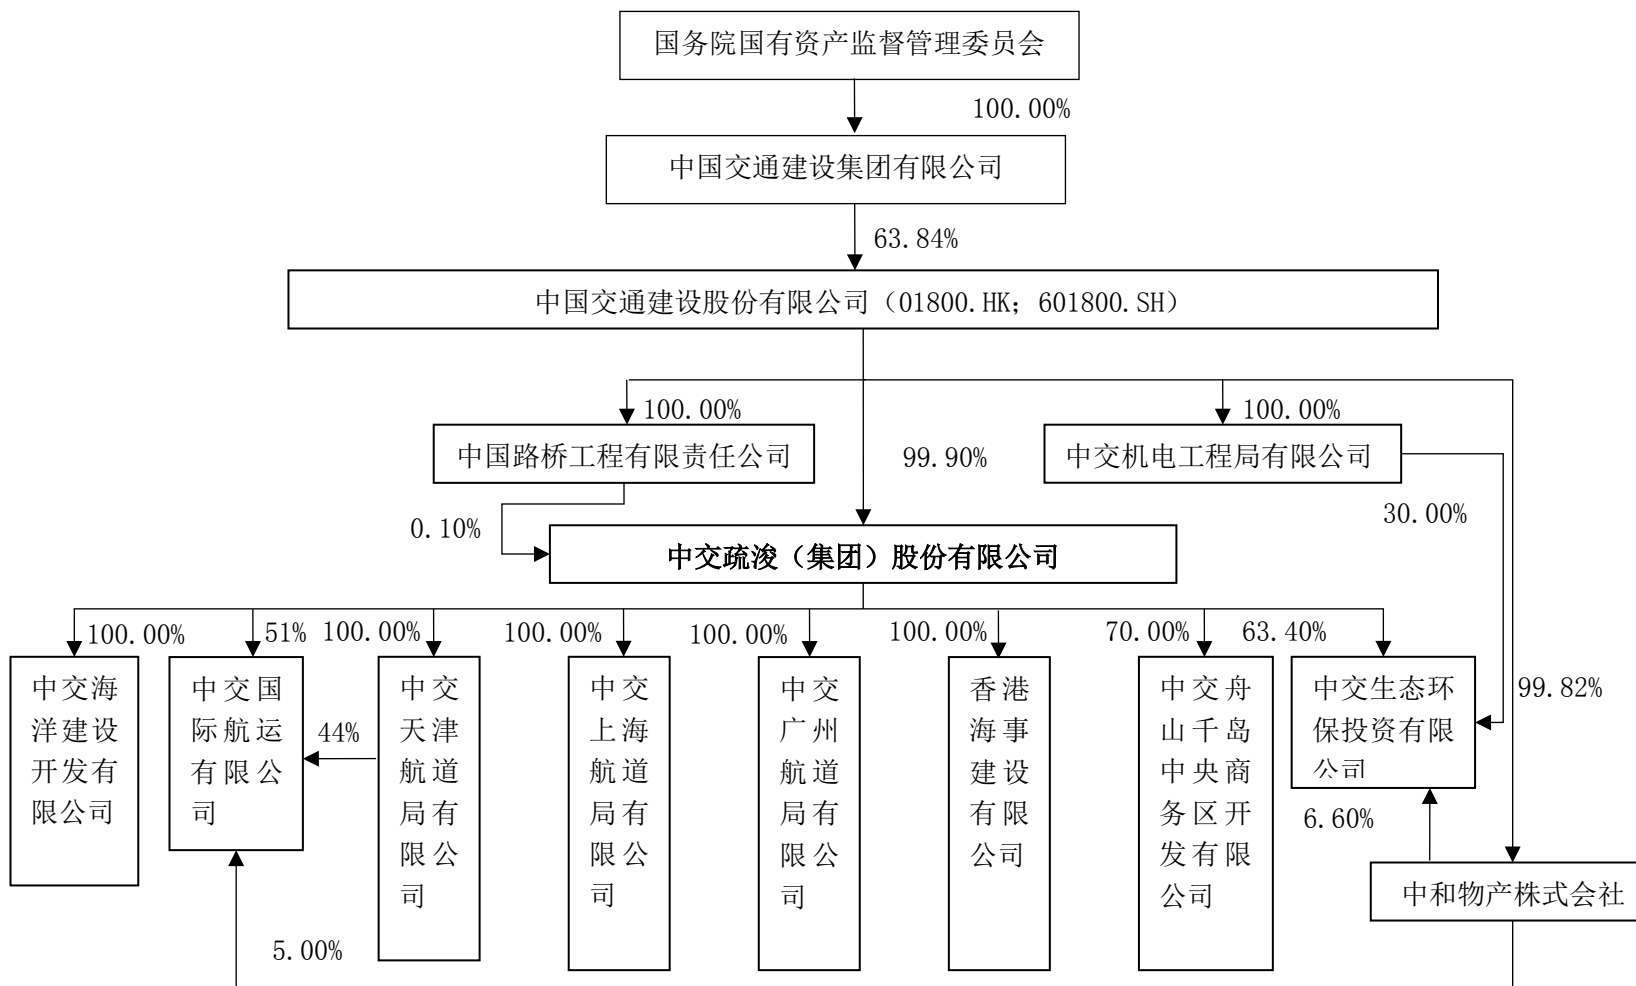 国务院国有资产监督管理委员会
100.00%
中国交通建设集团有限公司
63.84%
中国交通建设股份有限公司（01800.HK；601800.SH）
100.00%
100.00%
中国路桥工程有限责任公司
99.90%
中交机电工程局有限公司
0.10%
30.00%
中交疏浚（集团）股份有限公司
100.00%
51%
100.00%
100.00%
100.00%
100.00%
70.00%
63.40%
中交海
洋建设
开发有
限公司
中交国
际航运
有限公
司
44%
中交
天津
航道
局有
限公
司
中交
上海
航道
局有
限公
司
中交
广州
航道
局有
限公
司
香港
海事
建设
有限
公司
中交舟
山千岛
中央商
务区开
发有限
公司
中交生态环
保投资有限
公司
99.82%
6.60%
中和物产株式会社
5.00%